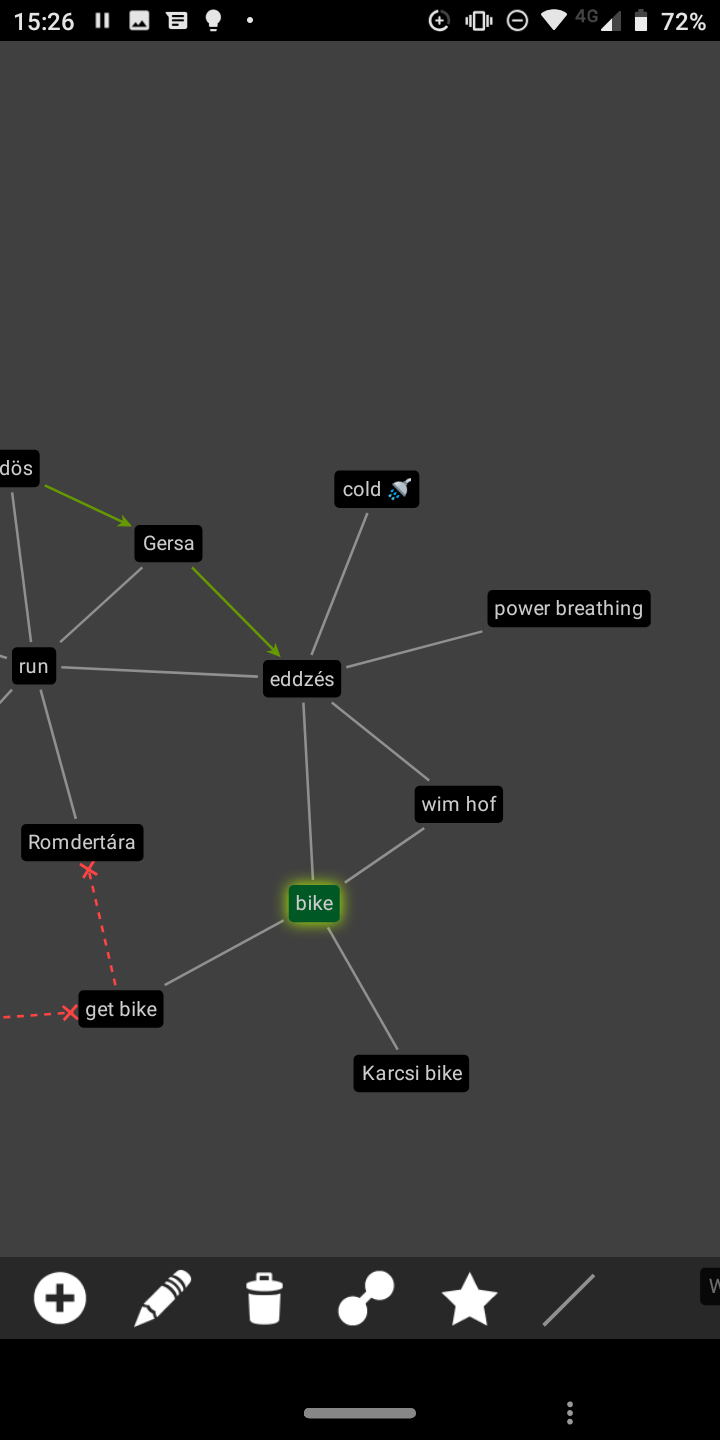 15:26
4G
72%
dös
cold
Gersa
power breathing
run
eddzés
wim hof
Romdertára
bike
get bike
Karcsi bike
W